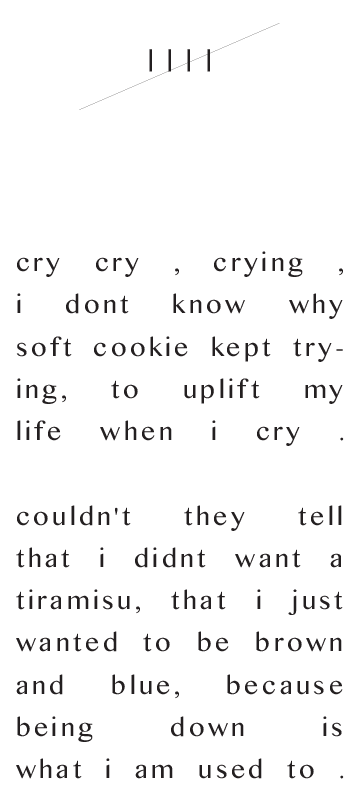 cry cry , crying ,
i dont know why
soft cookie kept try-
ing, to uplift my
life when i cry .
couldn't they tell
that i didnt want a
tiramisu, that i just
wanted to be brown
and blue, because
being down is
what i am used to .